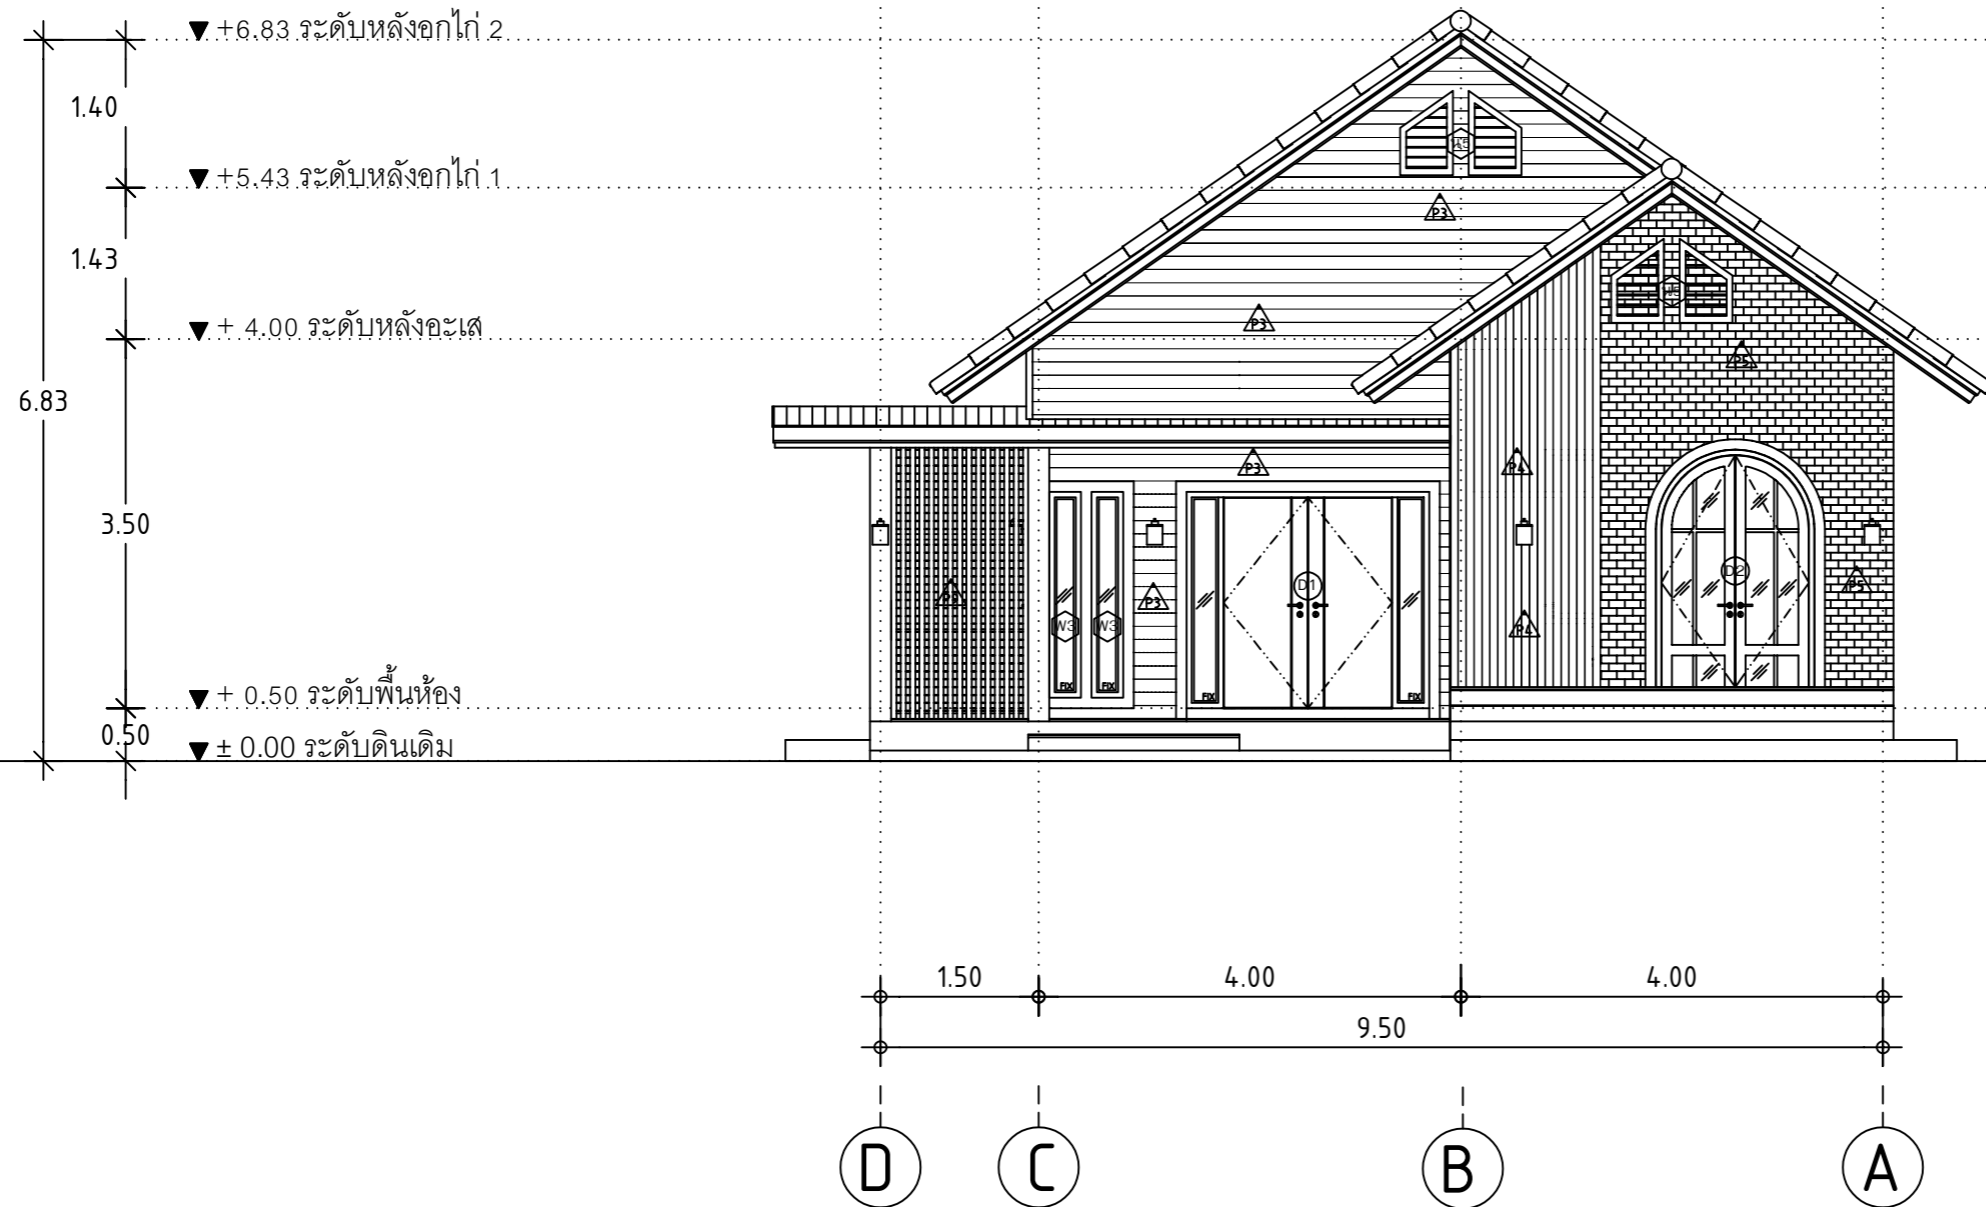 +6.83 ระดับหลังอกไก่ 2
1.40
+5.43 ระดับหลังอกไก่ 1
1.43
+ 4.00 ระดับหลังอะเส
6.83
3.50
+ 0.50 ระดับพื้นห้อง
0.50
± 0.00 ระดับดินเดิม
P3
W5
P3
P5
P3
P4
D1
D2
P3
P5
W3
W3
P4
FIX
FIX
FIX
FIX
1.50
4.00
4.00
9.50
D
C
B
A